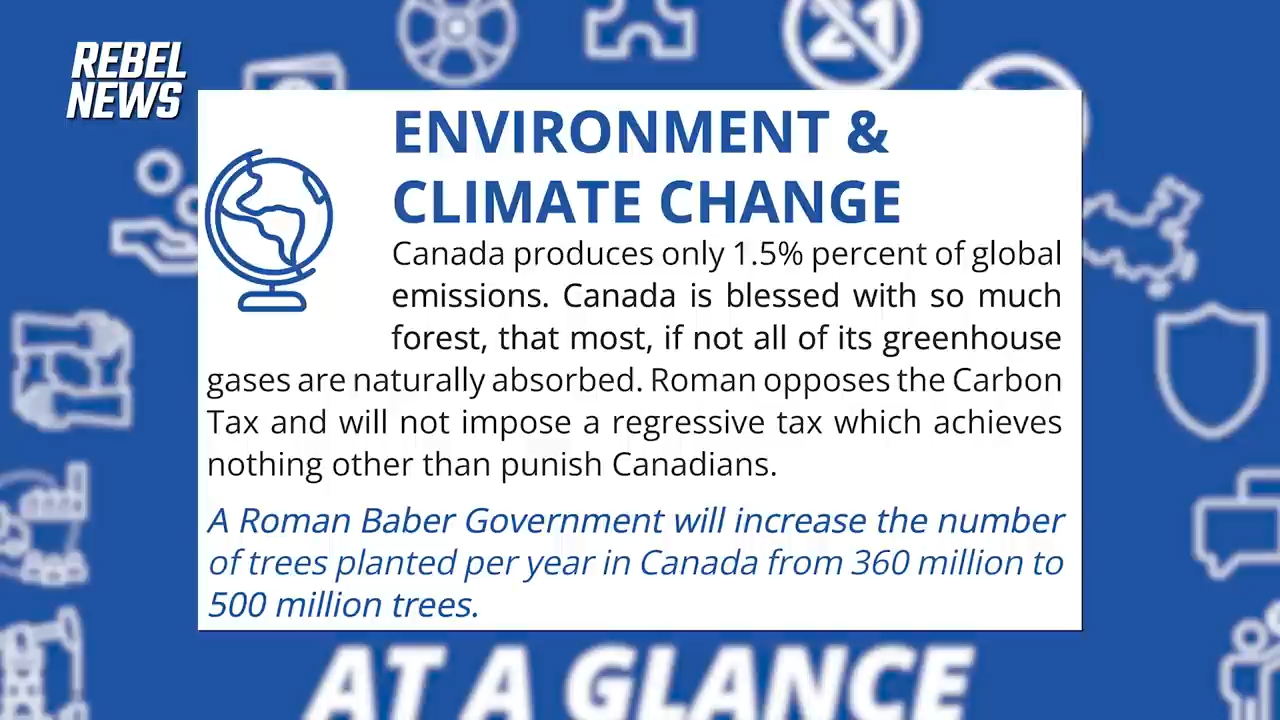 REBEL
NEWS
21
ENVIRONMENT &
CLIMATE CHANGE
Canada produces only 1.5% percent of global
emissions. Canada is blessed with so much
forest, that most, if not all of its greenhouse
gases are naturally absorbed. Roman opposes the Carbon
Tax and will not impose a regressive tax which achieves
nothing other than punish Canadians.
A Roman Baber Government will increase the number
of trees planted per year in Canada from 360 million to
500 million trees.
AT A GLANCE